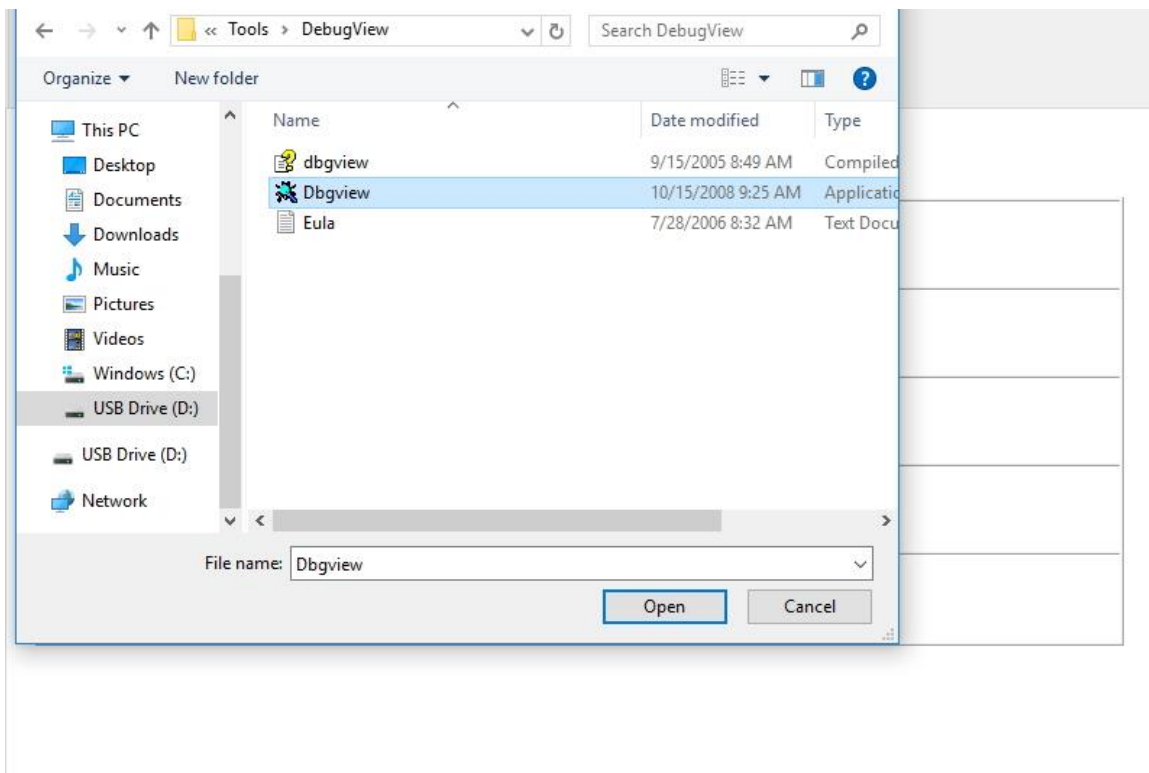 « Tools › DebugView
Search DebugView
Organize
New folder
This PC
Desktop
Documents
Downloads
Music
Pictures
Videos
Windows (C:)
USB Drive (D:)
USB Drive (D:)
Network
Name Date modified Type
dbgview 9/15/2005 8:49 AM Compiled
Dbgview 10/15/2008 9:25 AM Applicatio
Eula 7/28/2006 8:32 AM Text Docu
File name: Dbgview
Open Cancel